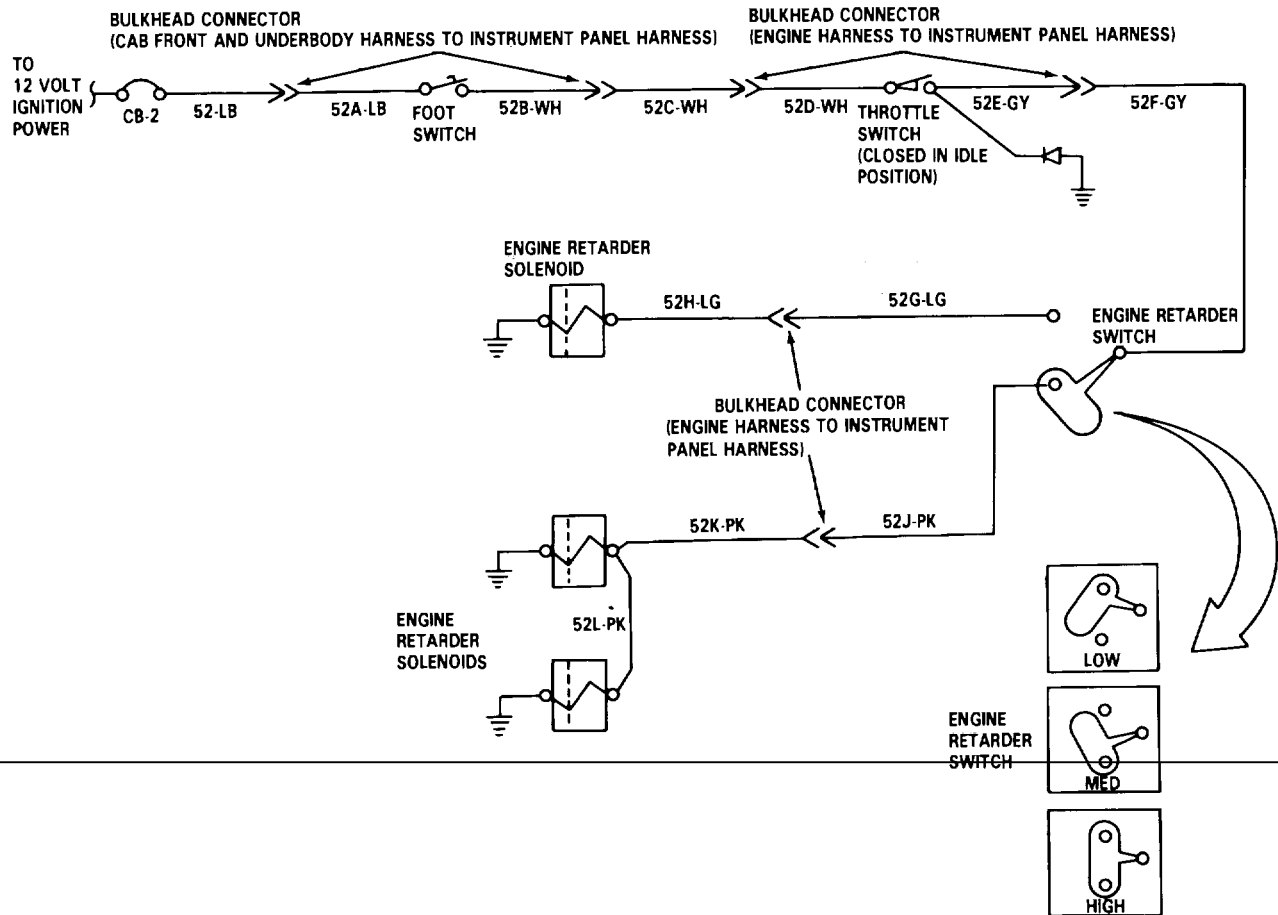 BULKHEAD CONNECTOR
(CAB FRONT AND UNDERBODY HARNESS TO INSTRUMENT PANEL HARNESS)
BULKHEAD CONNECTOR
(ENGINE HARNESS TO INSTRUMENT PANEL HARNESS)
TO
12 VOLT
IGNITION
POWER
CB-2
52-LB
52A-LB
FOOT
SWITCH
52B-WH
52C-WH
52D-WH
THROTTLE
SWITCH
(CLOSED IN IDLE
POSITION)
52E-GY
52F-GY
ENGINE RETARDER
SOLENOID
52H-LG
52G-LG
ENGINE RETARDER
SWITCH
BULKHEAD CONNECTOR
(ENGINE HARNESS TO INSTRUMENT
PANEL HARNESS)
52K-PK
52J-PK
52L-PK
ENGINE
RETARDER
SOLENOIDS
LOW
ENGINE
RETARDER
SWITCH
MED
HIGH